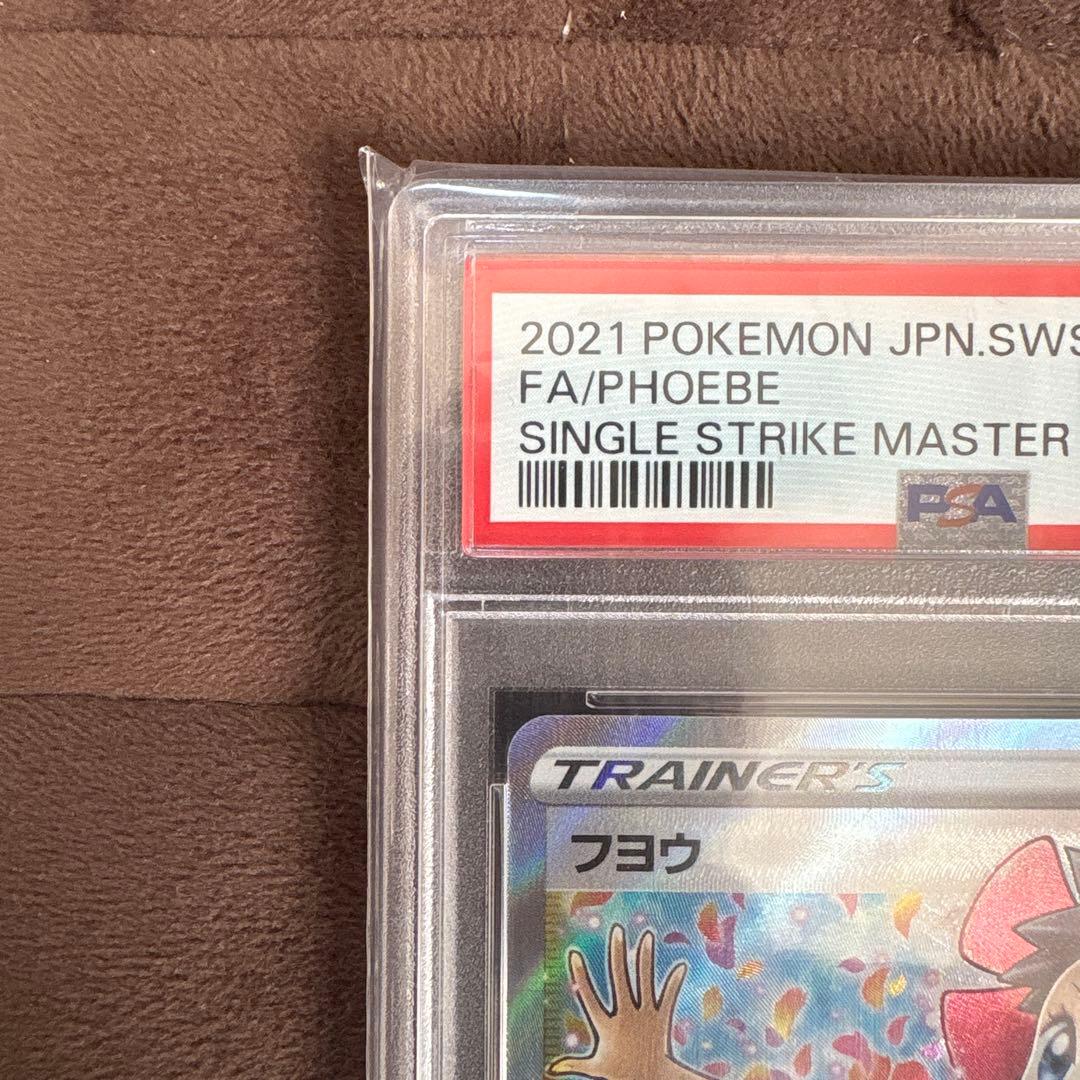 2021 POKEMON JPN.SWS
FA/PHOEBE
SINGLE STRIKE MASTER
PSA
TRAINER'S
フヨウ